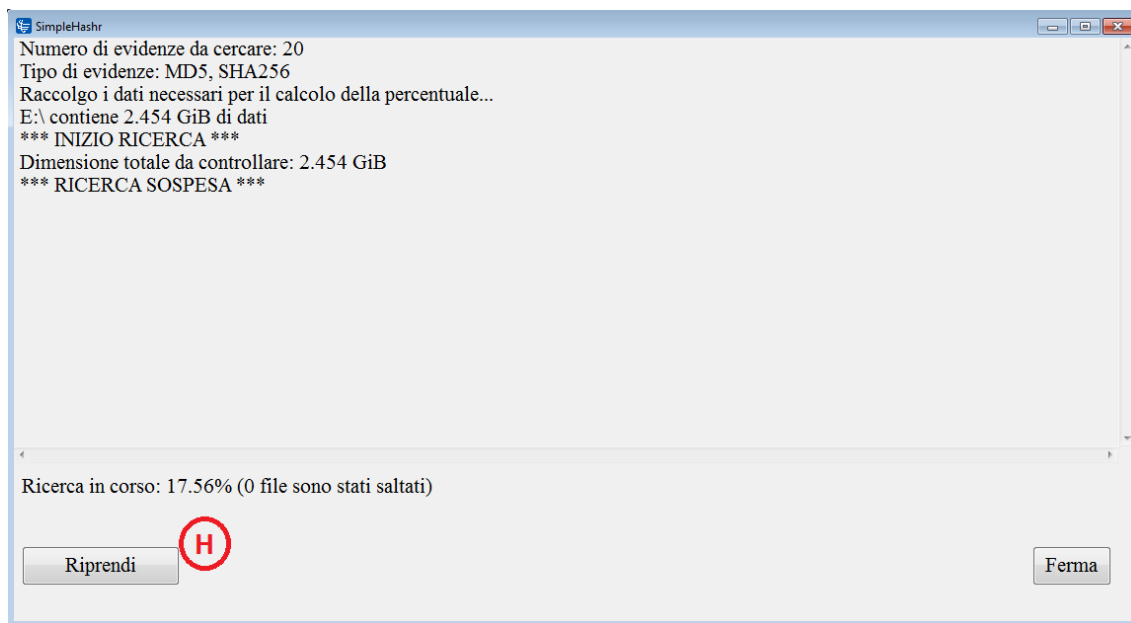 SimpleHashr
Numero di evidenze da cercare: 20
Tipo di evidenze: MD5, SHA256
Raccolgo i dati necessari per il calcolo della percentuale...
E:\ contiene 2.454 GiB di dati
*** INIZIO RICERCA ***
Dimensione totale da controllare: 2.454 GiB
*** RICERCA SOSPESA ***
Ricerca in corso: 17.56% (0 file sono stati saltati)
H
Riprendi Ferma